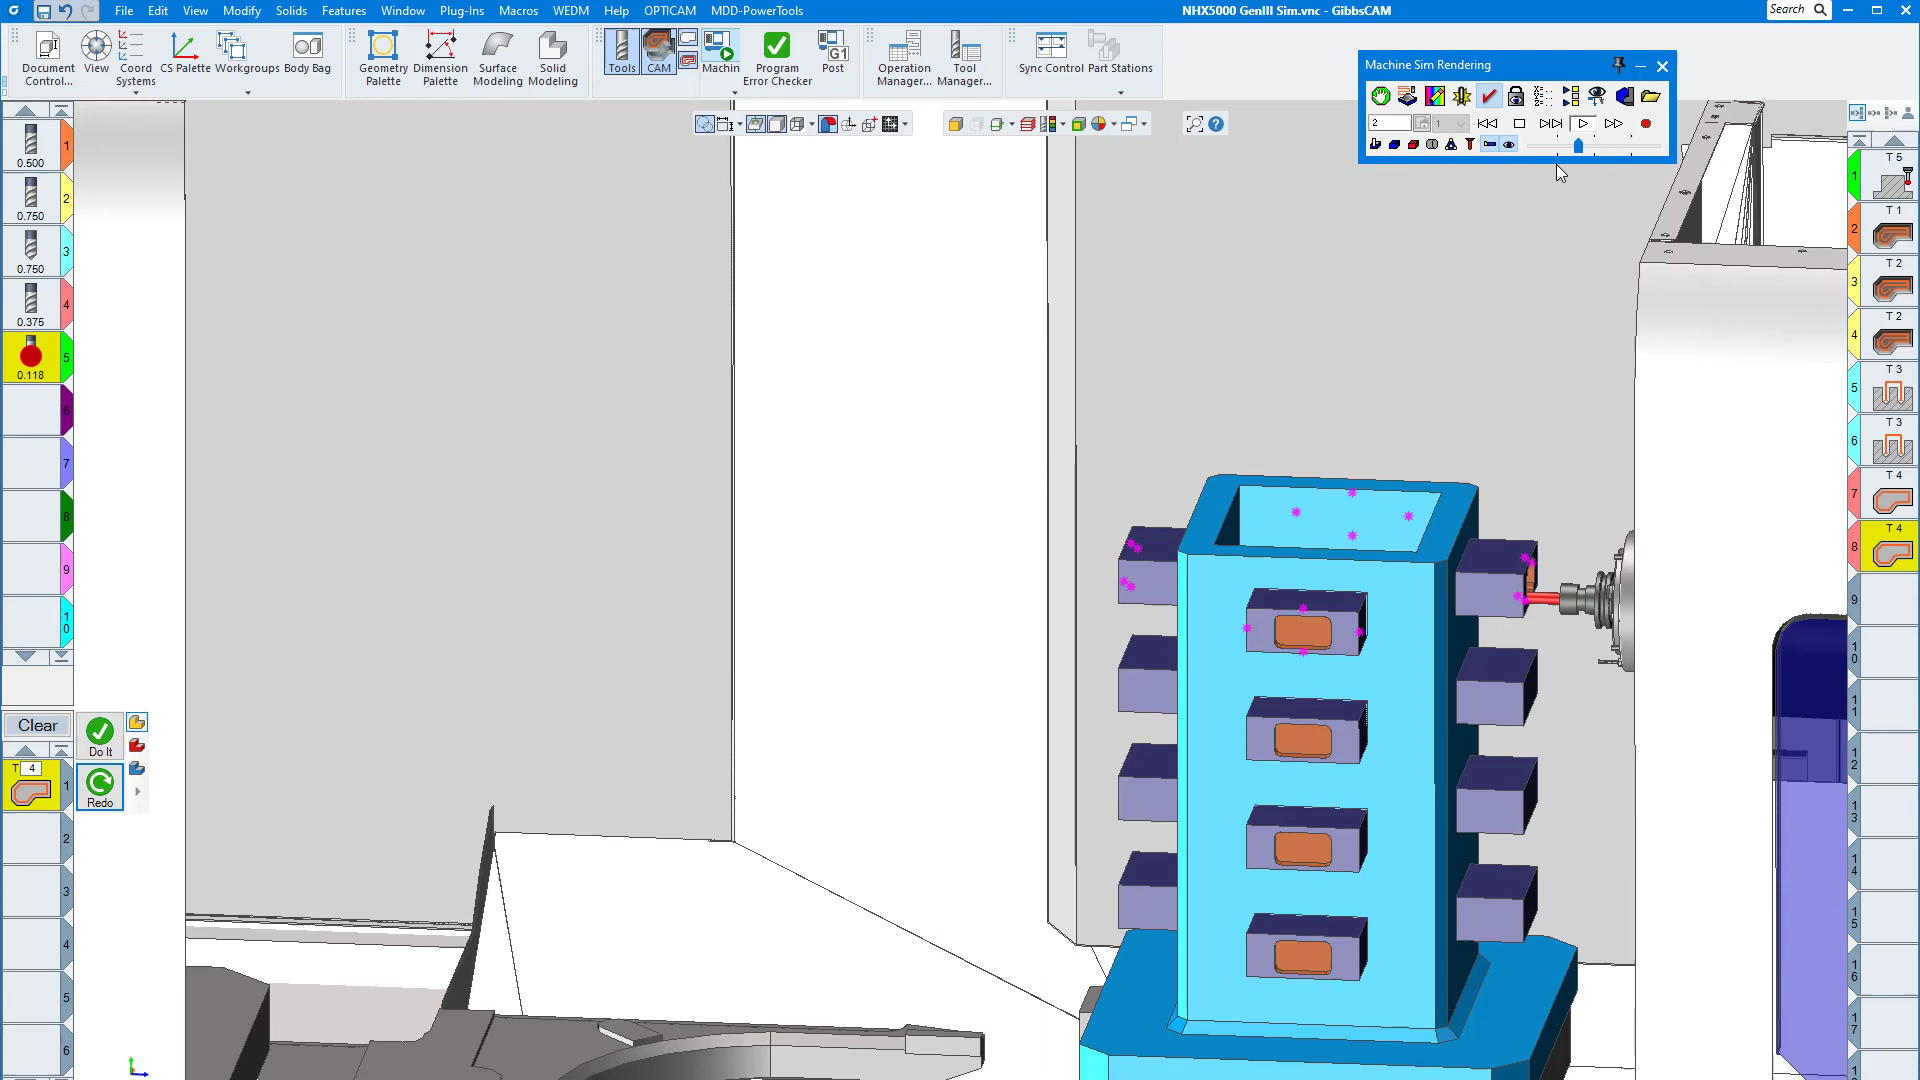 File Edit View Modify Solids Features Window Plug-Ins Macros WEDM Help OPTICAM MDD-PowerTools
NHX5000 GenIII Sim.vnc - GibbsCAM
Search
Document Control...
View
Coord Systems
CS Palette
Workgroups
Body Bag
Geometry Palette
Dimension Palette
Surface Modeling
Solid Modeling
Tools
CAM
Machin
Program Error Checker
G1
Post
Operation Manager...
Tool Manager...
Sync Control
Part Stations
Machine Sim Rendering
2
1
0.500
1
0.750
2
0.750
3
0.375
4
0.118
5
6
7
8
9
10
Clear
Do It
Redo
T 4
1
2
3
4
5
6
T 5
1
T 1
2
T 2
3
T 2
4
T 3
5
T 3
6
T 4
7
T 4
8
9
10
11
12
13
14
15
16
17